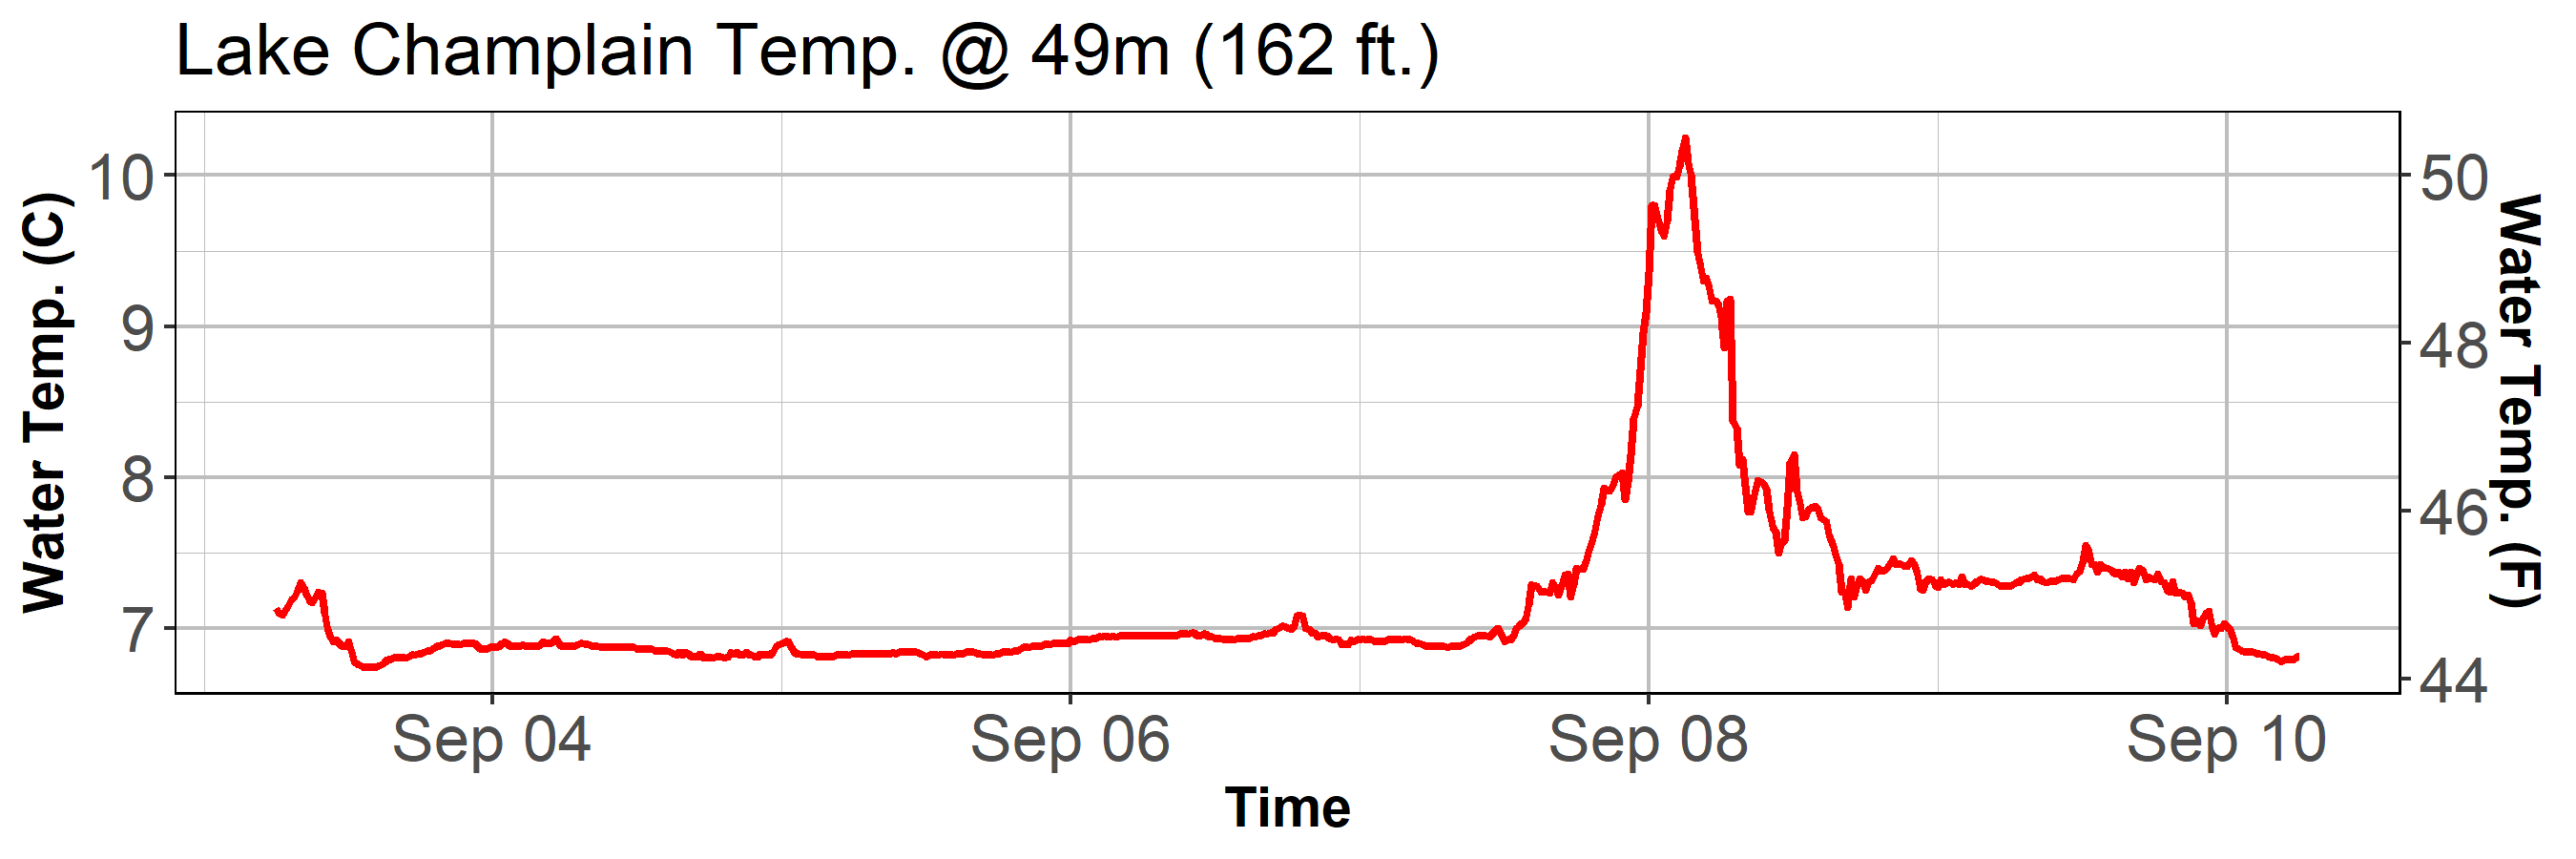 Lake Champlain Temp. @ 49m (162 ft.)
Water Temp. (C)
10
9
8
7
50
48
46
44
Water Temp. (F)
Sep 04
Sep 06
Sep 08
Sep 10
Time